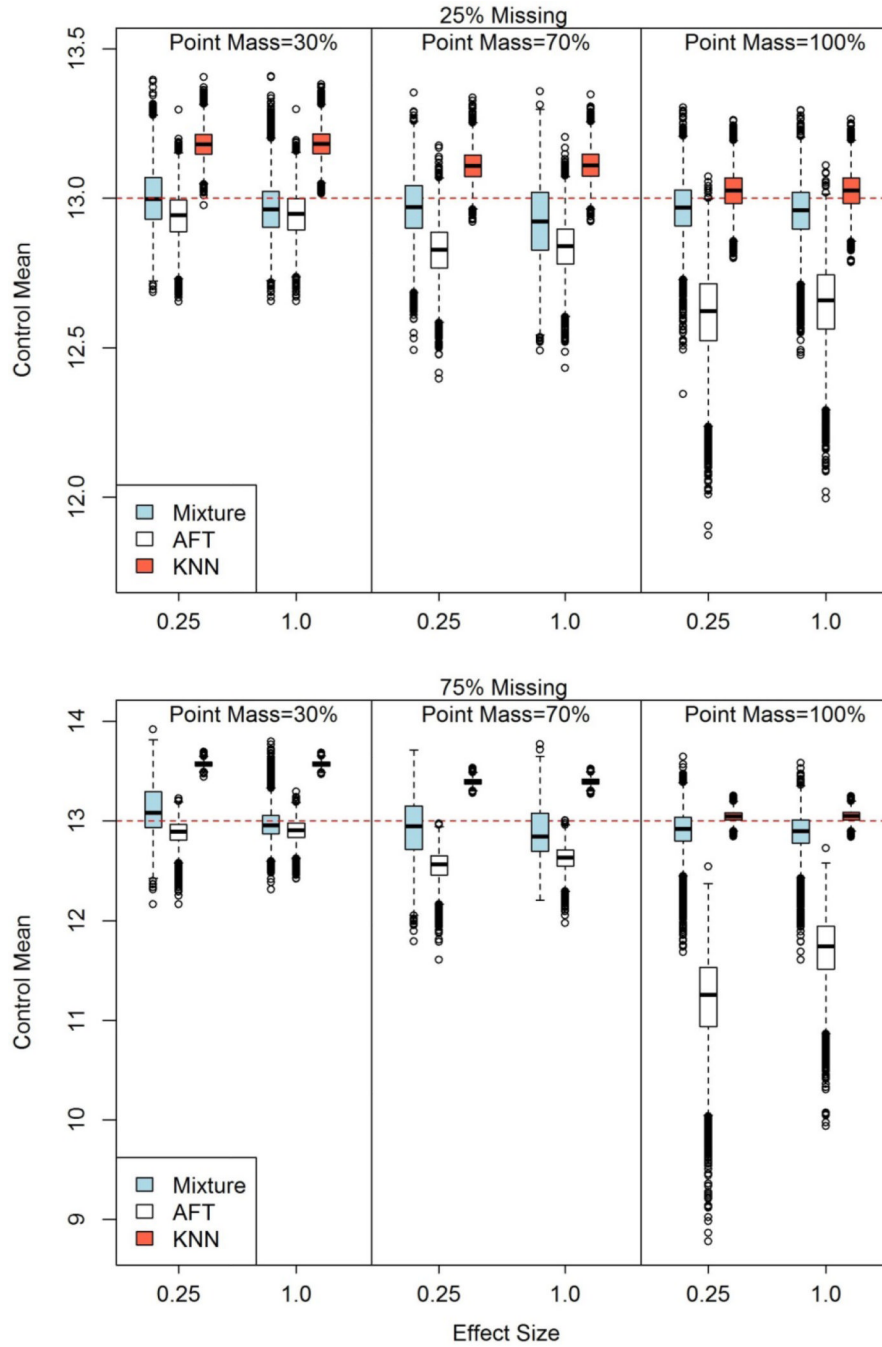 25% Missing
Point Mass=30% Point Mass=70% Point Mass=100%
13.5
13.0
12.5
12.0
Control Mean
Mixture
AFT
KNN
0.25 1.0 0.25 1.0 0.25 1.0
75% Missing
Point Mass=30% Point Mass=70% Point Mass=100%
14
13
12
11
10
9
Control Mean
Mixture
AFT
KNN
0.25 1.0 0.25 1.0 0.25 1.0
Effect Size